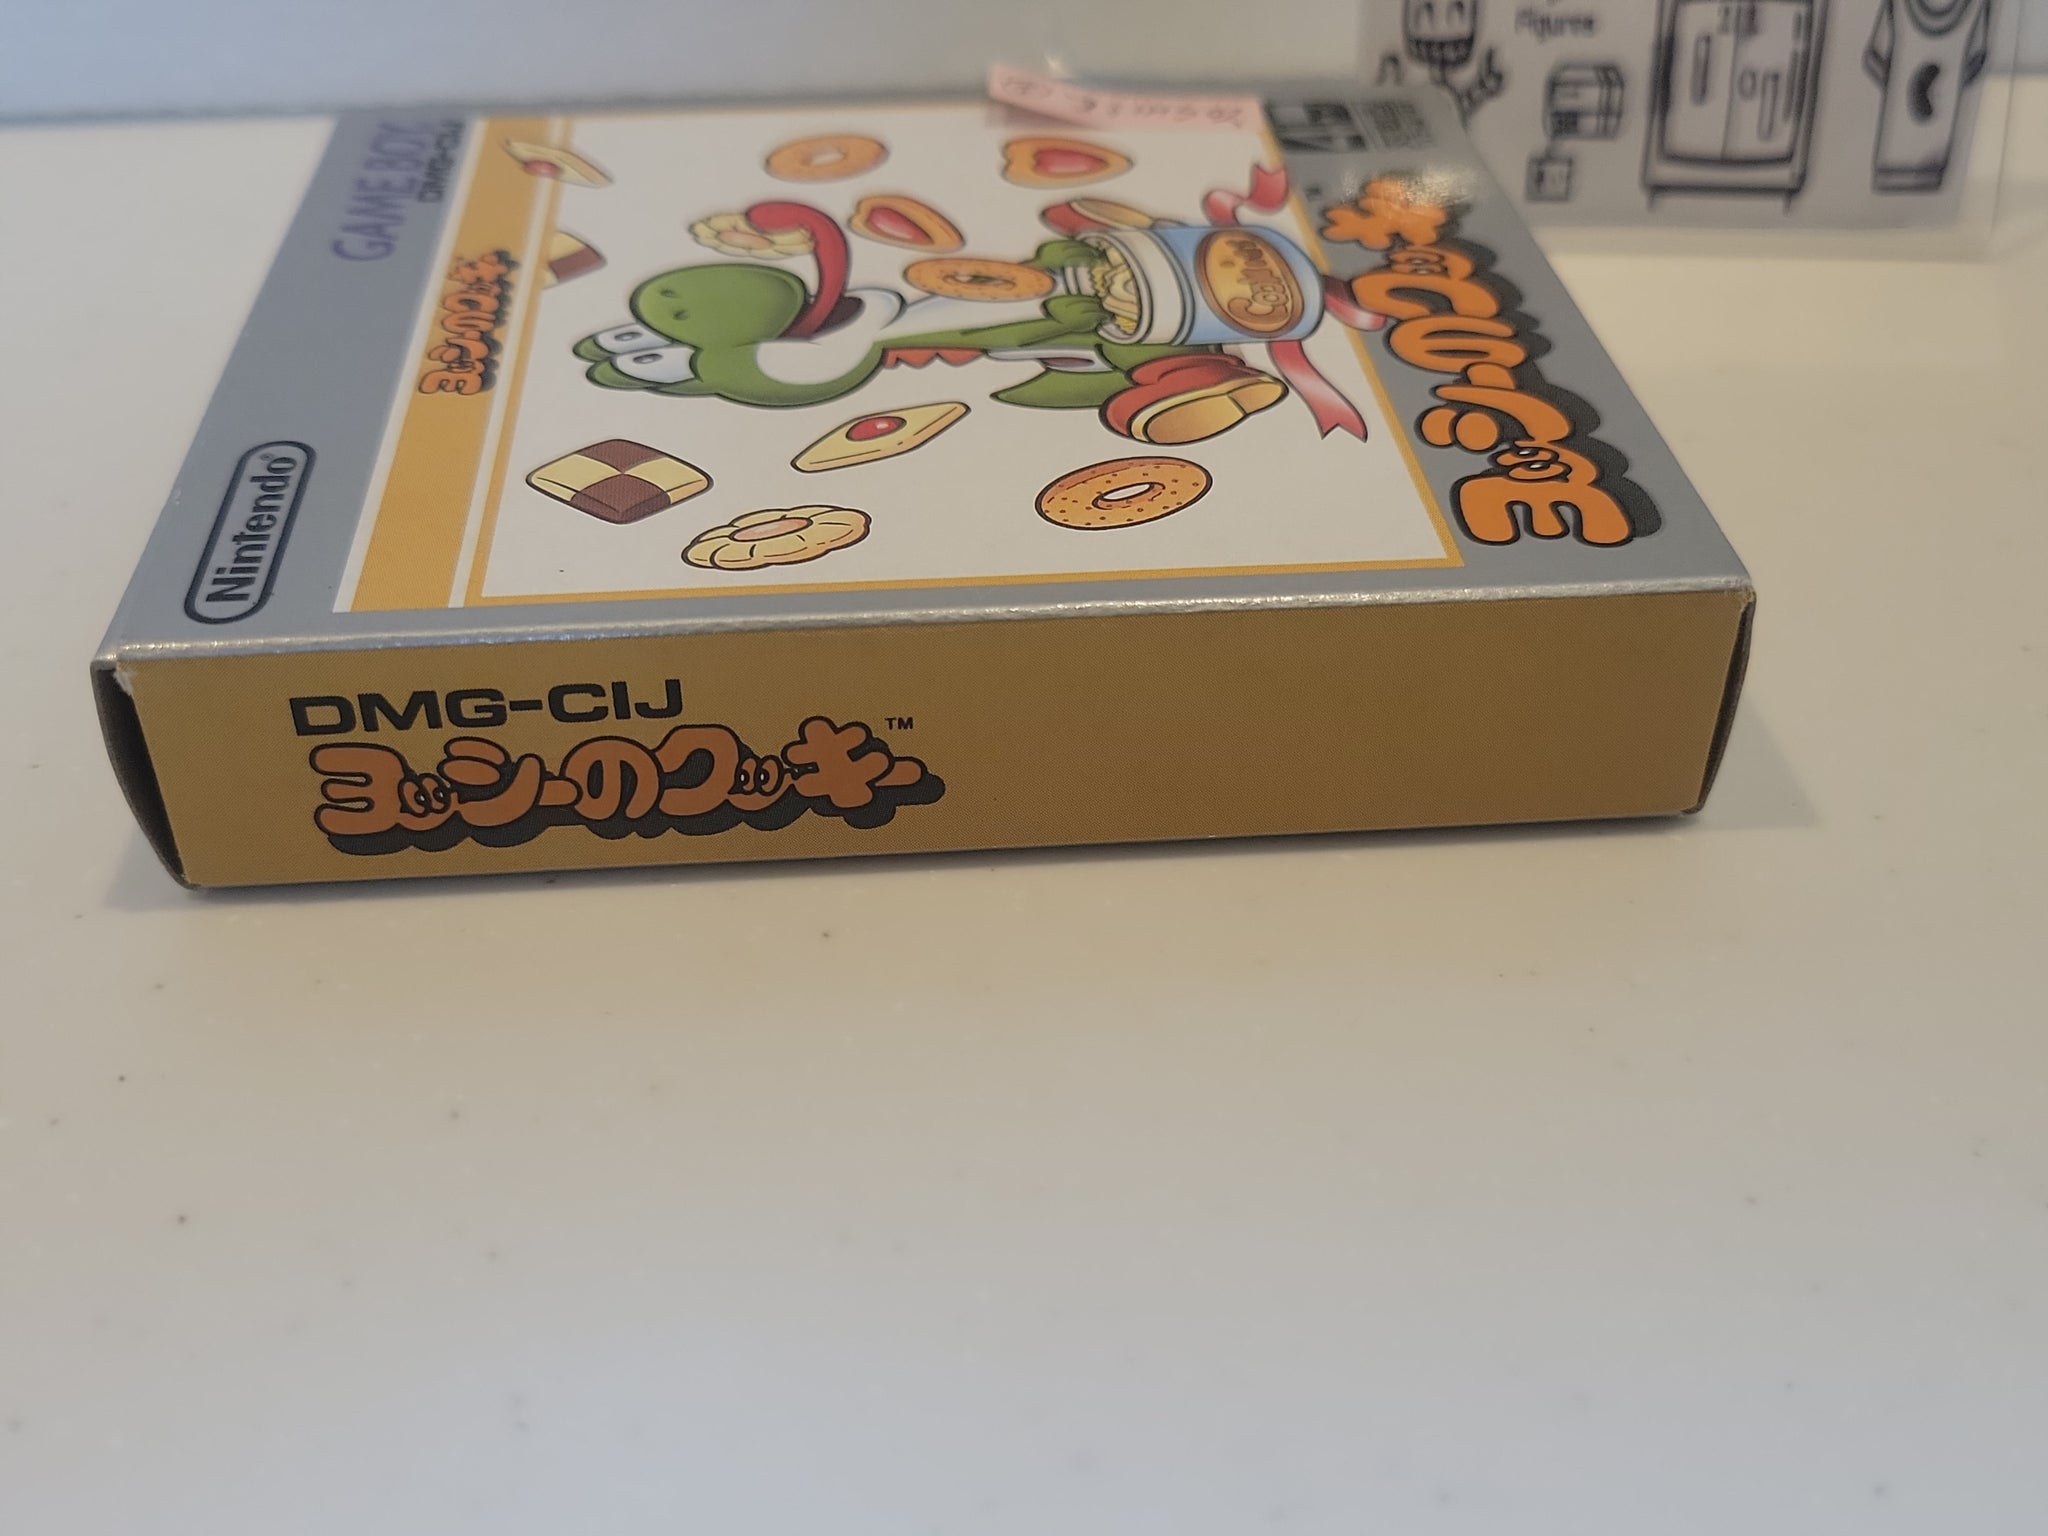 GAME BOY
DMG-CIJ
ヨッシーのクッキー
Nintendo®
ヨッシーのクッキー
Cookies
DMG-CIJ
ヨッシーのクッキー™
Figures